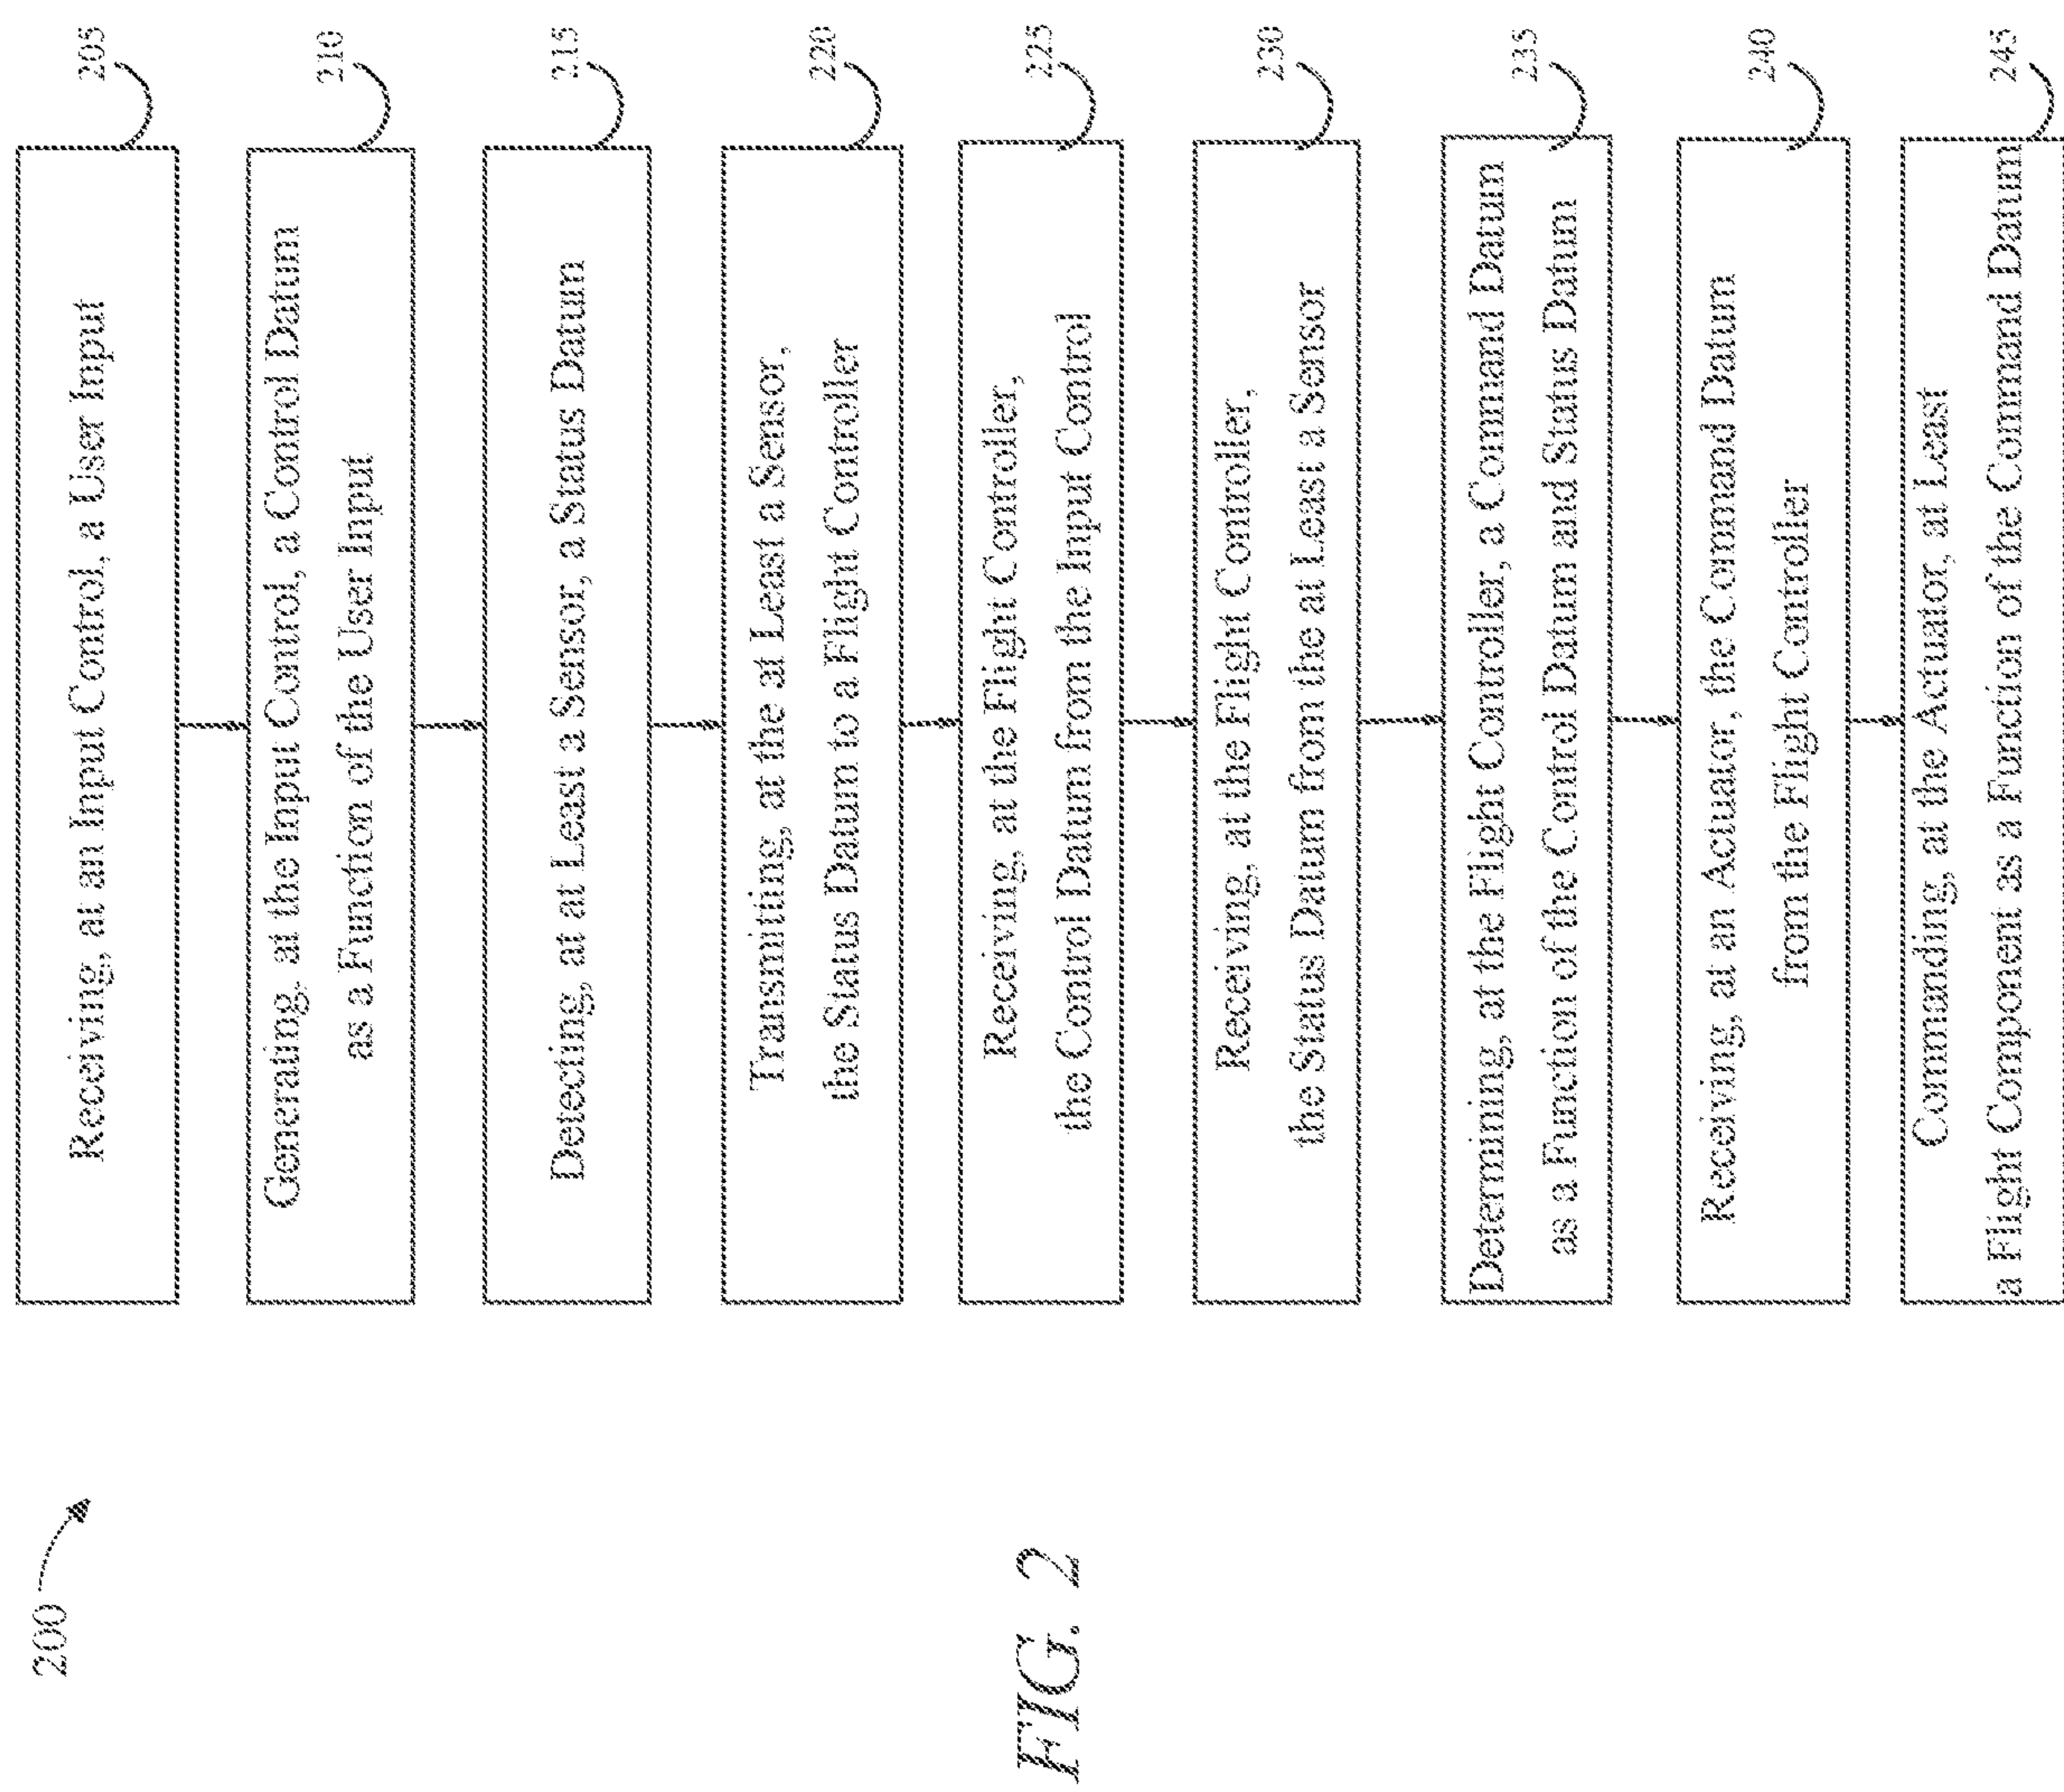 200
205
Receiving, at an Input Control, a User Input
210
Generating, at the Input Control, a Control Datum
as a Function of the User Input
215
Detecting, at at Least a Sensor, a Status Datum
220
Transmitting, at the at Least a Sensor,
the Status Datum to a Flight Controller
225
Receiving, at the Flight Controller,
the Control Datum from the Input Control
230
Receiving, at the Flight Controller,
the Status Datum from the at Least a Sensor
235
Determining, at the Flight Controller, a Command Datum
as a Function of the Control Datum and Status Datum
240
Receiving, at an Actuator, the Command Datum
from the Flight Controller
245
Commanding, at the Actuator, at Least
a Flight Component as a Function of the Command Datum
FIG. 2